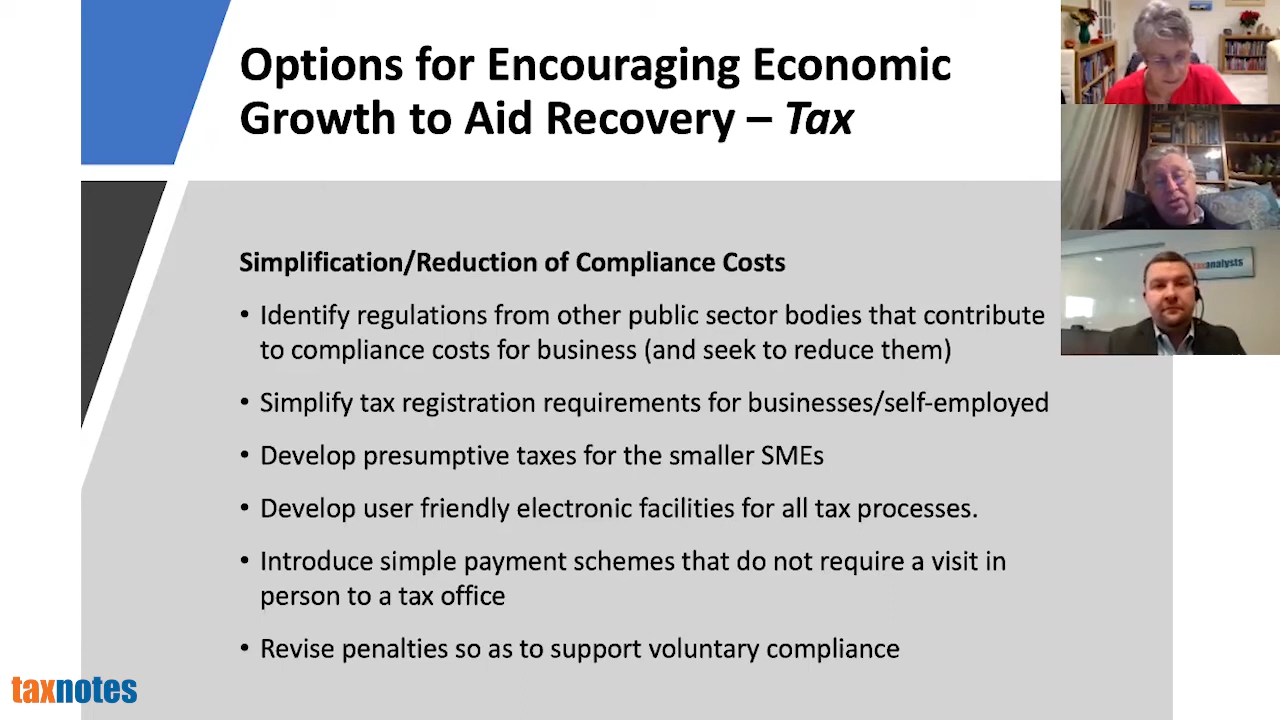 Options for Encouraging Economic
Growth to Aid Recovery – Tax
Simplification/Reduction of Compliance Costs
• Identify regulations from other public sector bodies that contribute
to compliance costs for business (and seek to reduce them)
• Simplify tax registration requirements for businesses/self-employed
• Develop presumptive taxes for the smaller SMEs
• Develop user friendly electronic facilities for all tax processes.
• Introduce simple payment schemes that do not require a visit in
person to a tax office
• Revise penalties so as to support voluntary compliance
taxanalysts
taxnotes